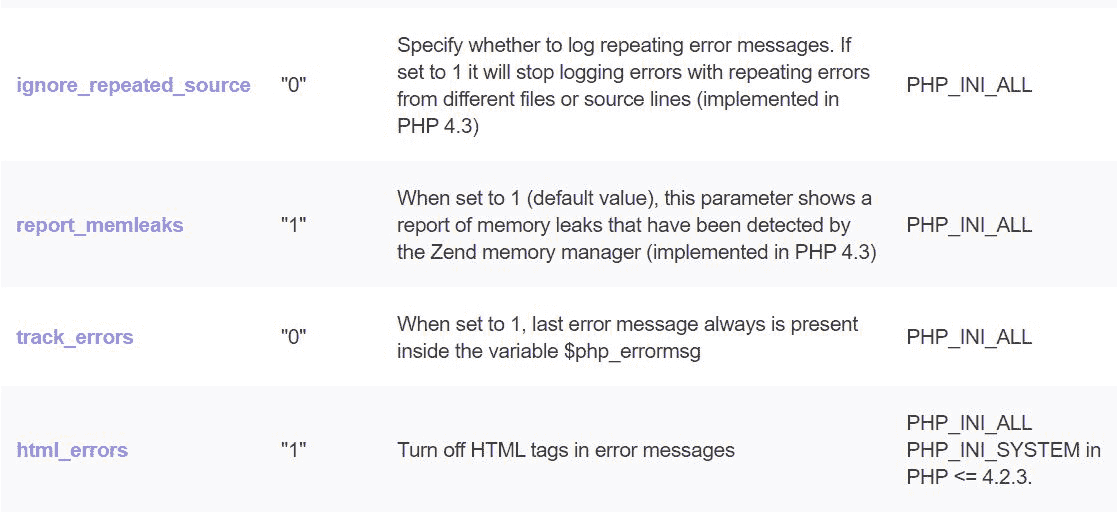 Specify whether to log repeating error messages. If
set to 1 it will stop logging errors with repeating errors
ignore_repeated_source "0" PHP_INI_ALL
from different files or source lines (implemented in
PHP 4.3)
When set to 1 (default value), this parameter shows a
report_memleaks "1" report of memory leaks that have been detected by PHP_INI_ALL
the Zend memory manager (implemented in PHP 4.3)
When set to 1, last error message always is present
track_errors "0" PHP_INI_ALL
inside the variable $php_errormsg
PHP_INI_ALL
html_errors "1" Turn off HTML tags in error messages PHP_INI_SYSTEM in
PHP <= 4.2.3.